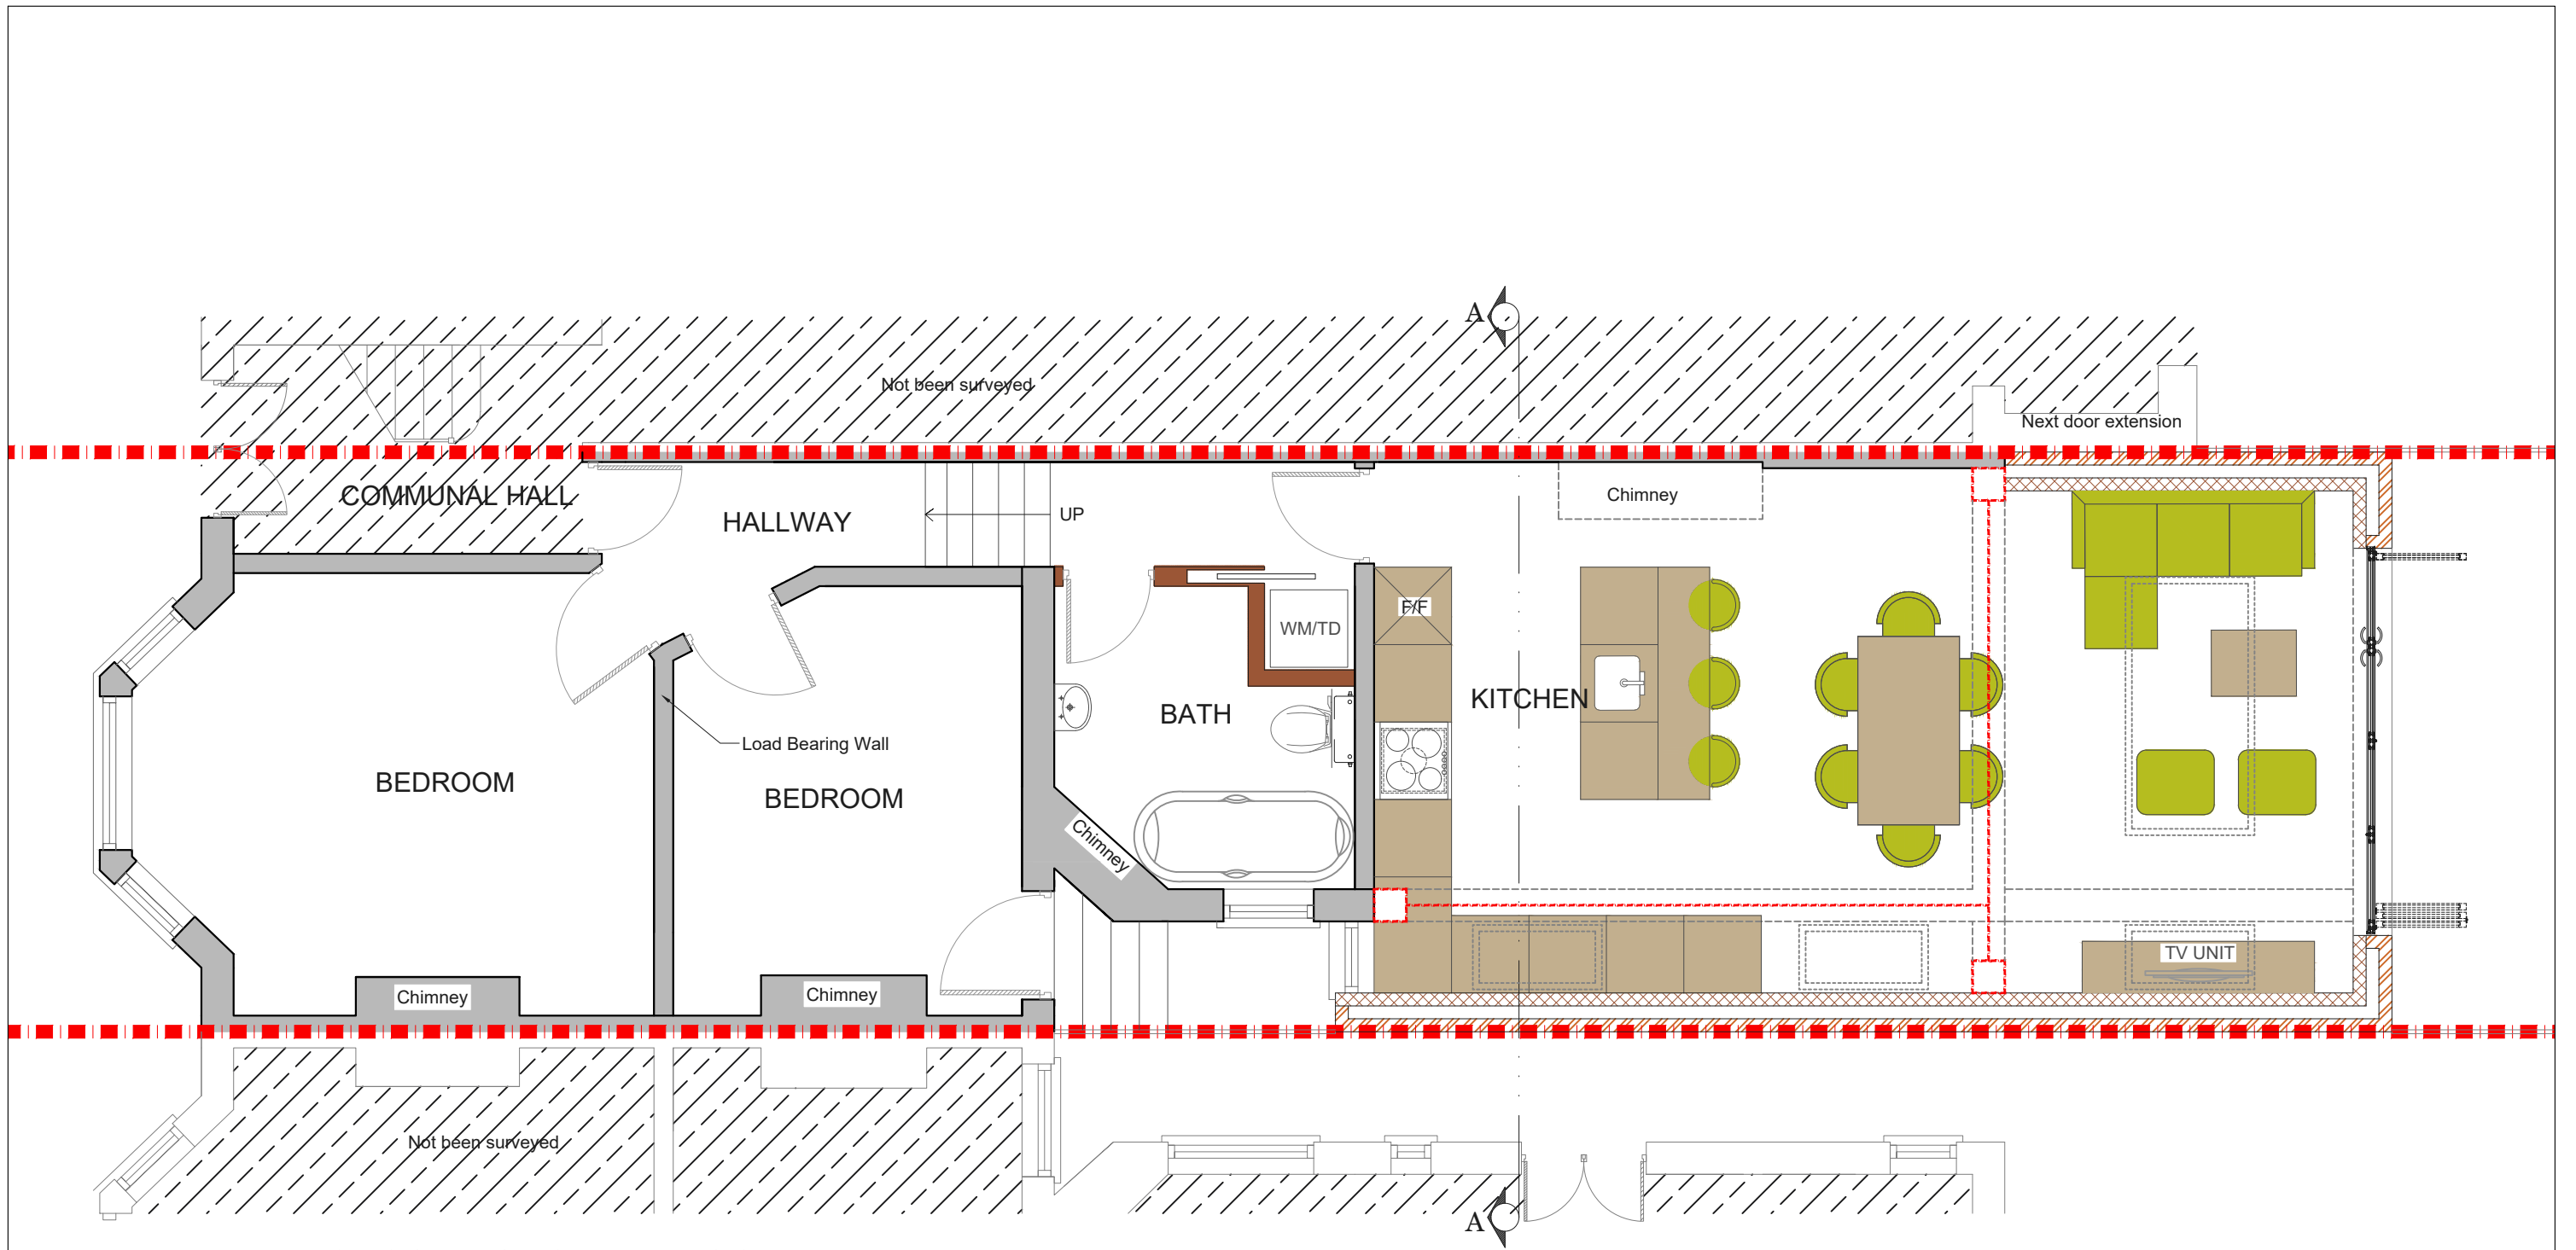 A
Not been surveyed
Next door extension
COMMUNAL HALL
Chimney
UP
HALLWAY
F/F
WM/TD
KITCHEN
BATH
Load Bearing Wall
BEDROOM
BEDROOM
Chimney
TV UNIT
Chimney
Chimney
Not been surveyed
A